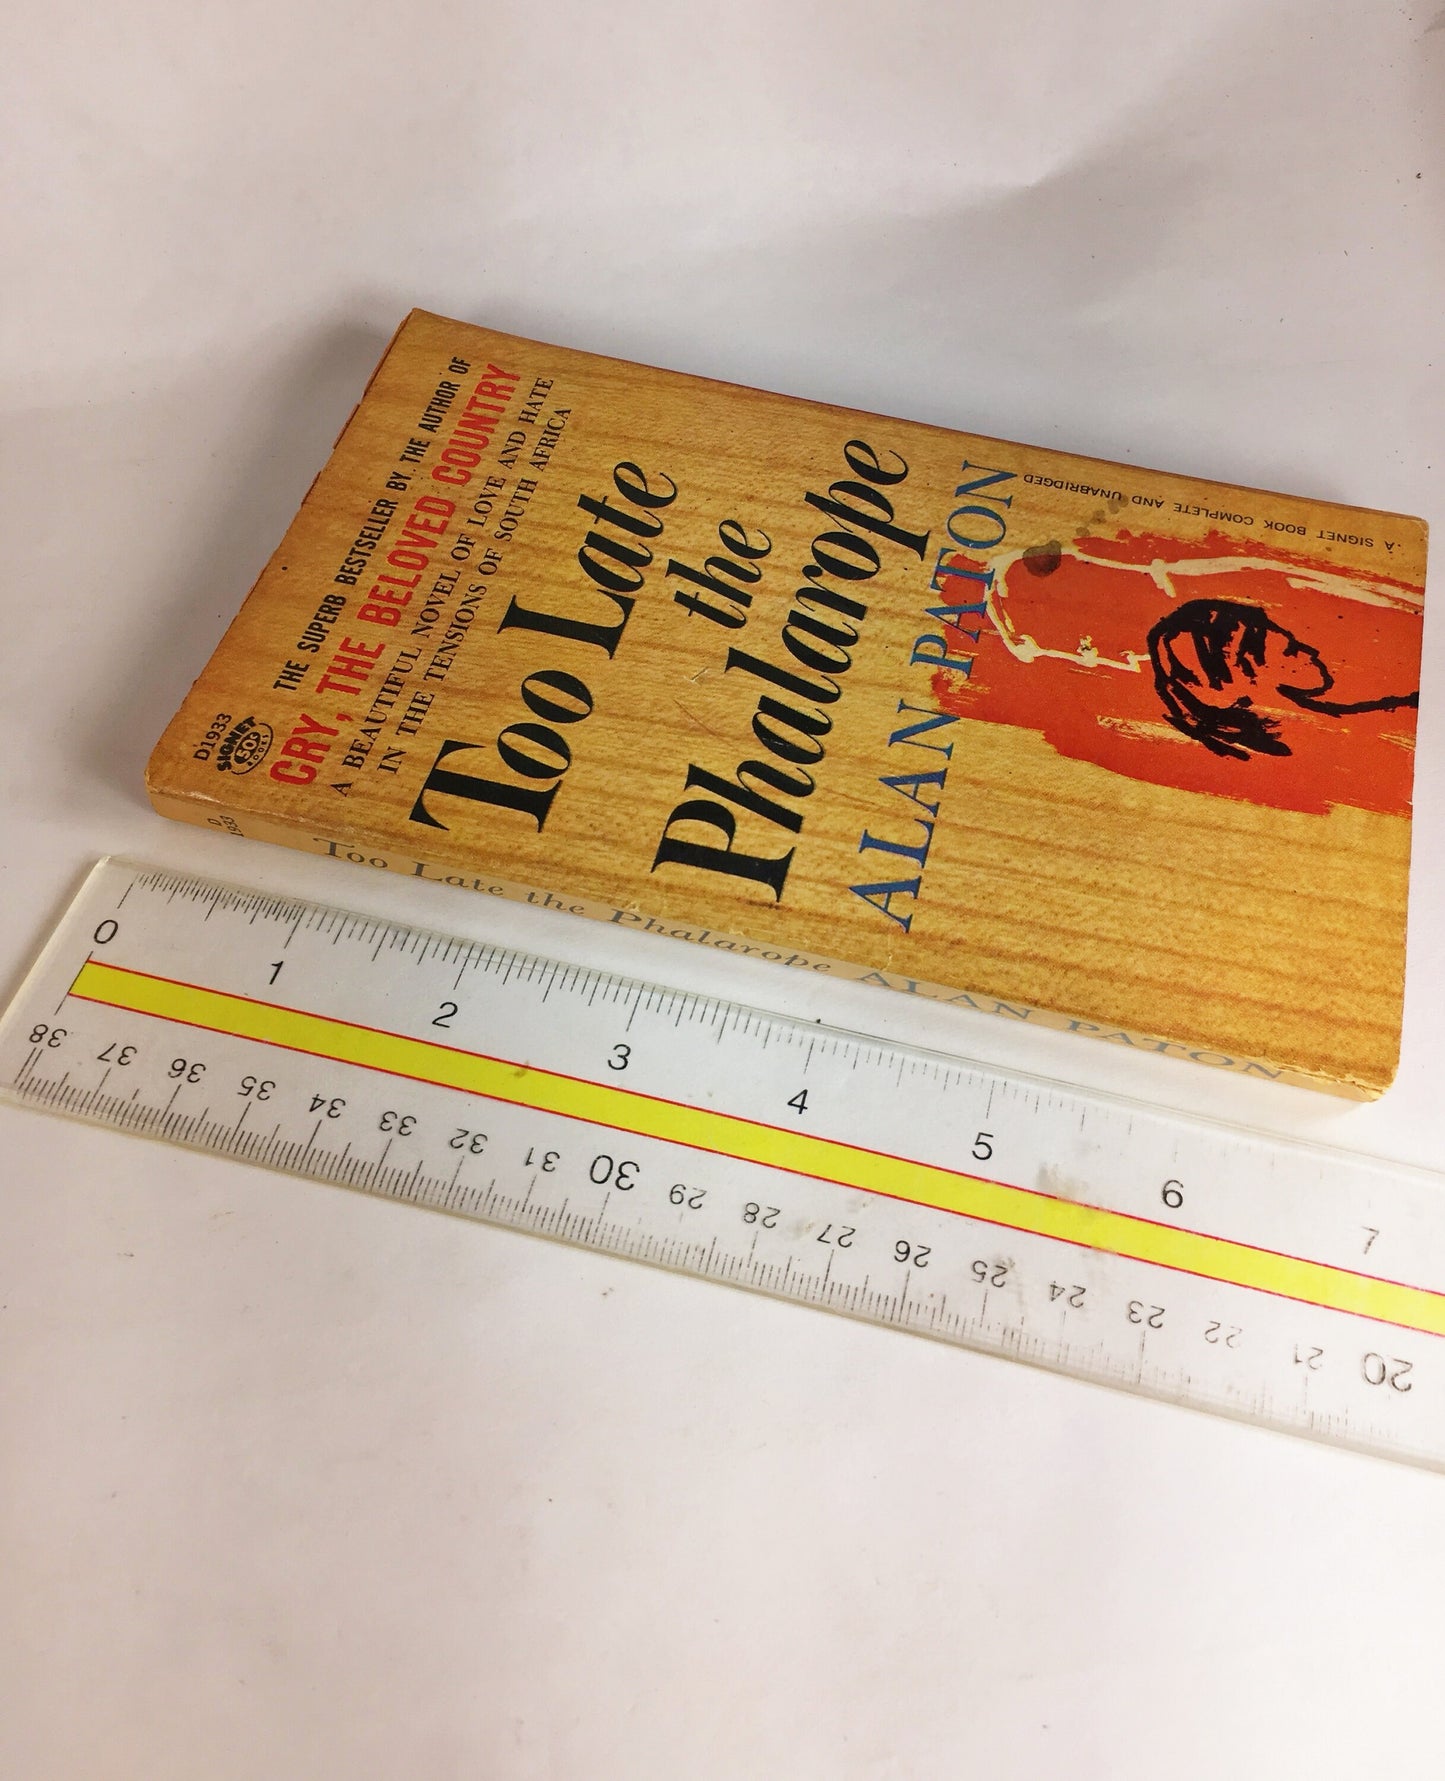 D1933
SIGNET
50¢
BOOKS
THE SUPERB BESTSELLER BY THE AUTHOR OF
CRY, THE BELOVED COUNTRY
A BEAUTIFUL NOVEL OF LOVE AND HATE
IN THE TENSIONS OF SOUTH AFRICA
Too Late
the
Phalarope
ALAN PATON
A SIGNET BOOK COMPLETE AND UNABRIDGED
D
1933
Too Late the Phalarope ALAN PATON
0 1 2 3 4 5 6 7
38 37 36 35 34 33 32 31 30 29 28 27 26 25 24 23 22 21 20